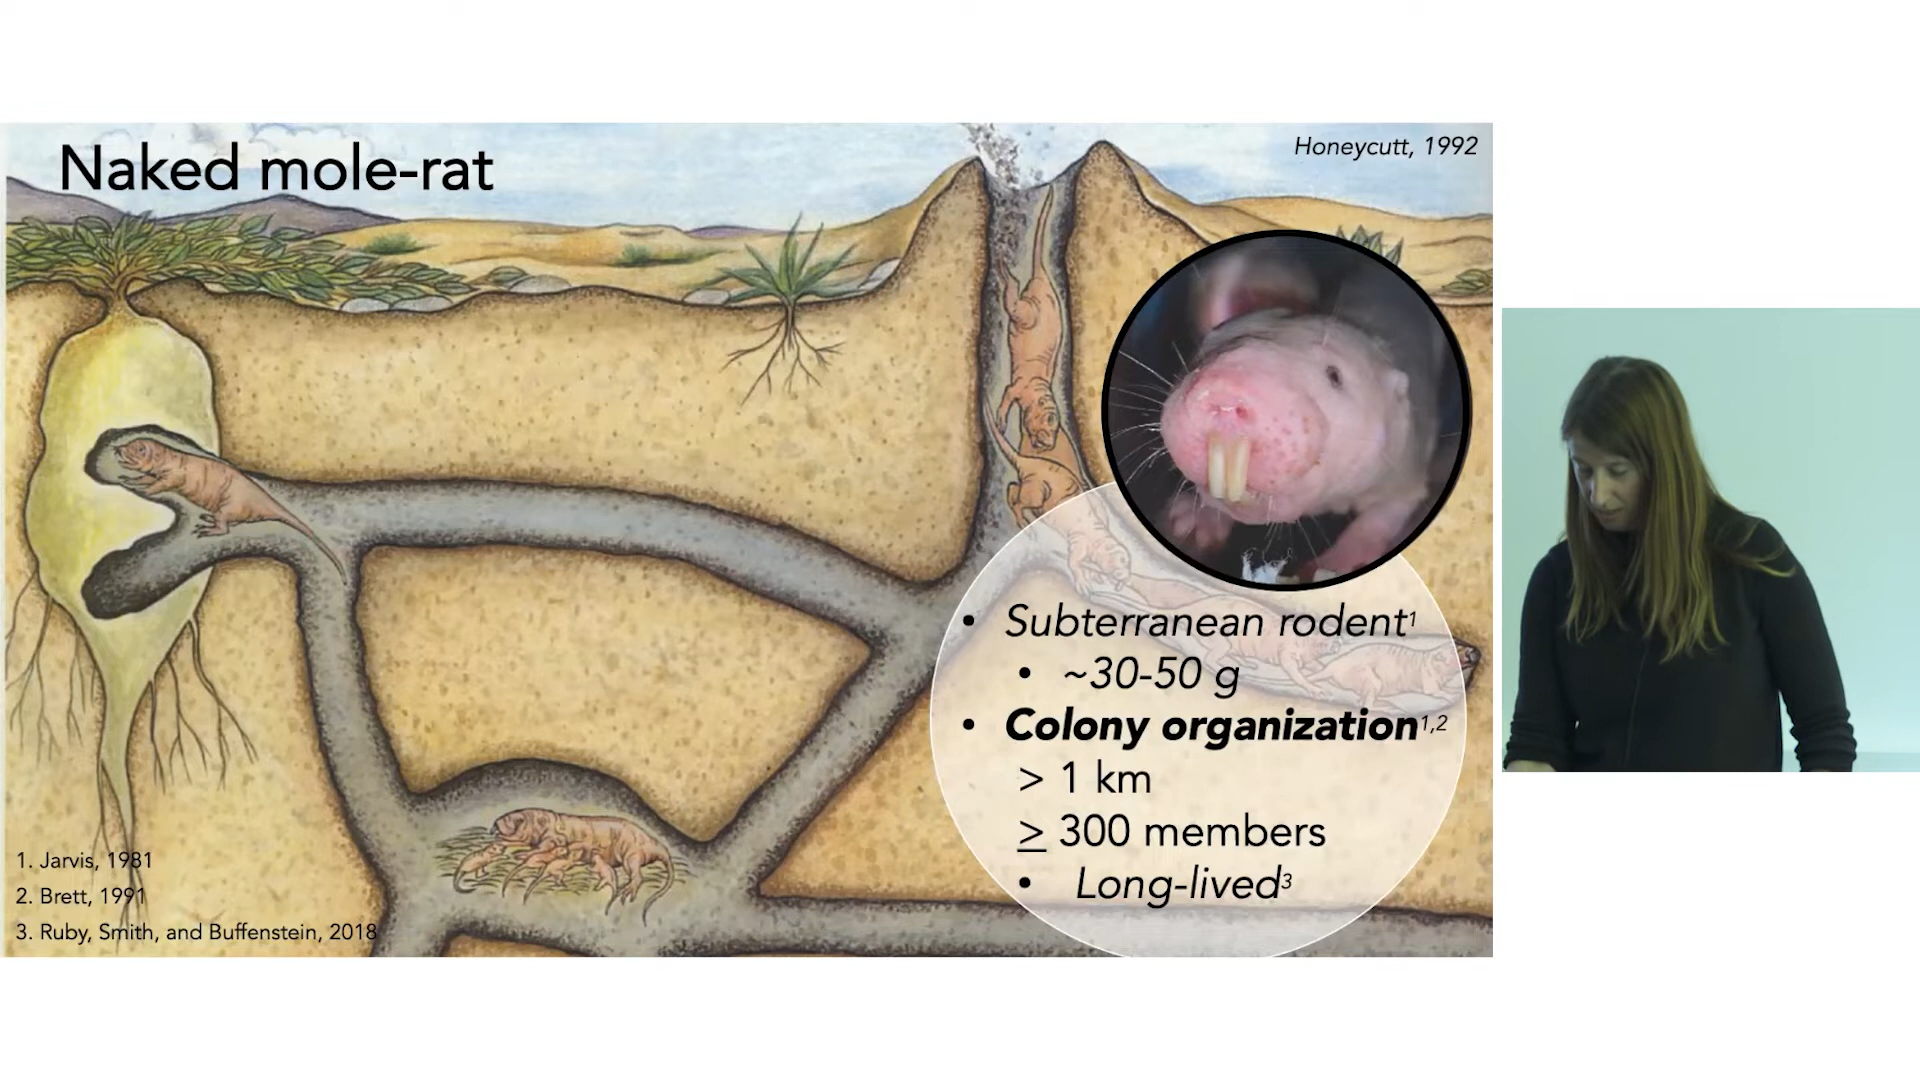 Naked mole-rat
Honeycutt, 1992
• Subterranean rodent1
• ~30-50 g
• Colony organization1,2
> 1 km
≥ 300 members
• Long-lived3
1. Jarvis, 1981
2. Brett, 1991
3. Ruby, Smith, and Buffenstein, 2018